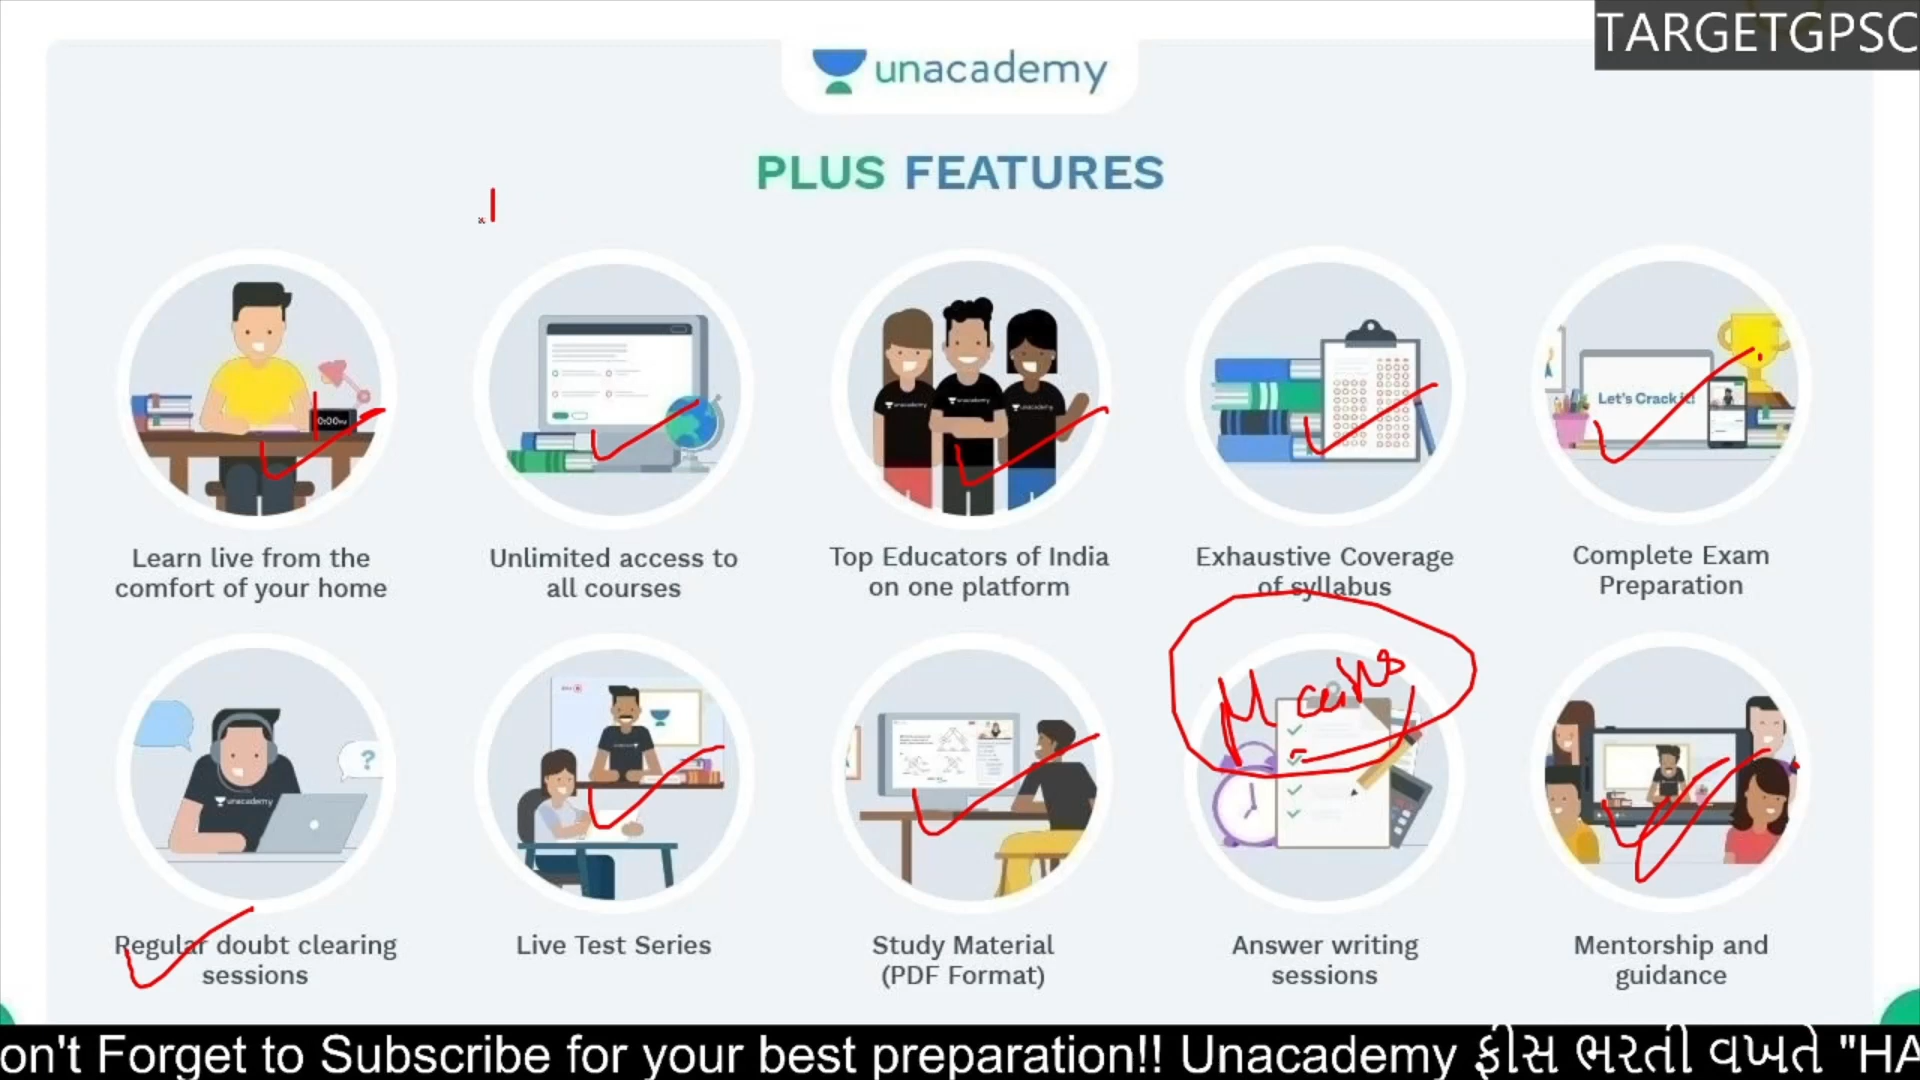 TARGETGPSC
unacademy
PLUS FEATURES
Let's Crack it!
Learn live from the
comfort of your home
Unlimited access to
all courses
Top Educators of India
on one platform
Exhaustive Coverage
of syllabus
Complete Exam
Preparation
Mains
?
unacademy
Regular doubt clearing
sessions
Live Test Series
Study Material
(PDF Format)
Answer writing
sessions
Mentorship and
guidance
on't Forget to Subscribe for your best preparation!! Unacademy ફીસ ભરતી વખતે "HA